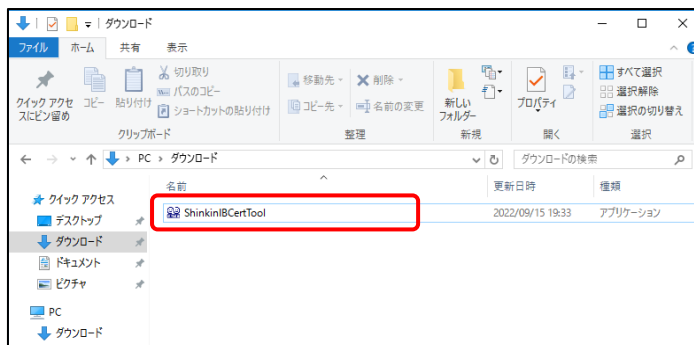 ダウンロード
ファイル ホーム 共有 表示
クイック アクセスにピン留め
コピー
貼り付け
切り取り
パスのコピー
ショートカットの貼り付け
クリップボード
移動先
コピー先
削除
名前の変更
整理
新しいフォルダー
新規
プロパティ
開く
すべて選択
選択解除
選択の切り替え
選択
PC ダウンロード
ダウンロードの検索
名前 更新日時 種類
ShinkinIBCertTool 2022/09/15 19:33 アプリケーション
クイック アクセス
デスクトップ
ダウンロード
ドキュメント
ピクチャ
PC
ダウンロード